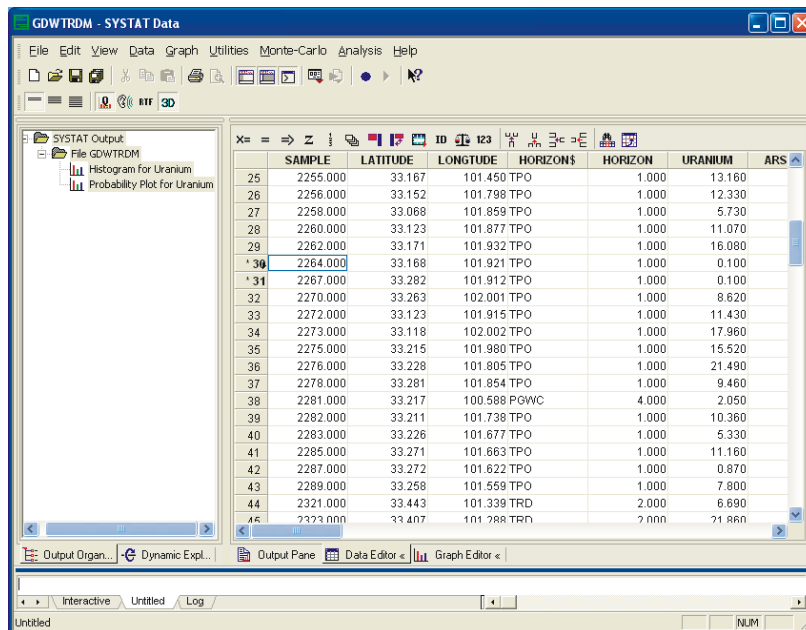 GDWTRDM - SYSTAT Data
File Edit View Data Graph Utilities Monte-Carlo Analysis Help
RTF 3D
SYSTAT Output
File GDWTRDM
Histogram for Uranium
Probability Plot for Uranium
X= = Z ID 123
SAMPLE LATITUDE LONGTUDE HORIZON$ HORIZON URANIUM ARS
25 2255.000 33.167 101.450 TPO 1.000 13.160
26 2256.000 33.152 101.798 TPO 1.000 12.330
27 2258.000 33.068 101.859 TPO 1.000 5.730
28 2260.000 33.123 101.877 TPO 1.000 11.070
29 2262.000 33.171 101.932 TPO 1.000 16.080
* 30 2264.000 33.168 101.921 TPO 1.000 0.100
* 31 2267.000 33.282 101.912 TPO 1.000 0.100
32 2270.000 33.263 102.001 TPO 1.000 8.620
33 2272.000 33.123 101.915 TPO 1.000 11.430
34 2273.000 33.118 102.002 TPO 1.000 17.960
35 2275.000 33.215 101.980 TPO 1.000 15.520
36 2276.000 33.228 101.805 TPO 1.000 21.490
37 2278.000 33.281 101.854 TPO 1.000 9.460
38 2281.000 33.217 100.588 PGWC 4.000 2.050
39 2282.000 33.211 101.738 TPO 1.000 10.360
40 2283.000 33.226 101.677 TPO 1.000 5.330
41 2285.000 33.271 101.663 TPO 1.000 11.160
42 2287.000 33.272 101.622 TPO 1.000 0.870
43 2289.000 33.258 101.559 TPO 1.000 7.800
44 2321.000 33.443 101.339 TRD 2.000 6.690
45 2323.000 33.407 101.288 TRD 2.000 21.860
Output Organ... Dynamic Expl... Output Pane Data Editor « Graph Editor «
Interactive Untitled Log
Untitled NUM